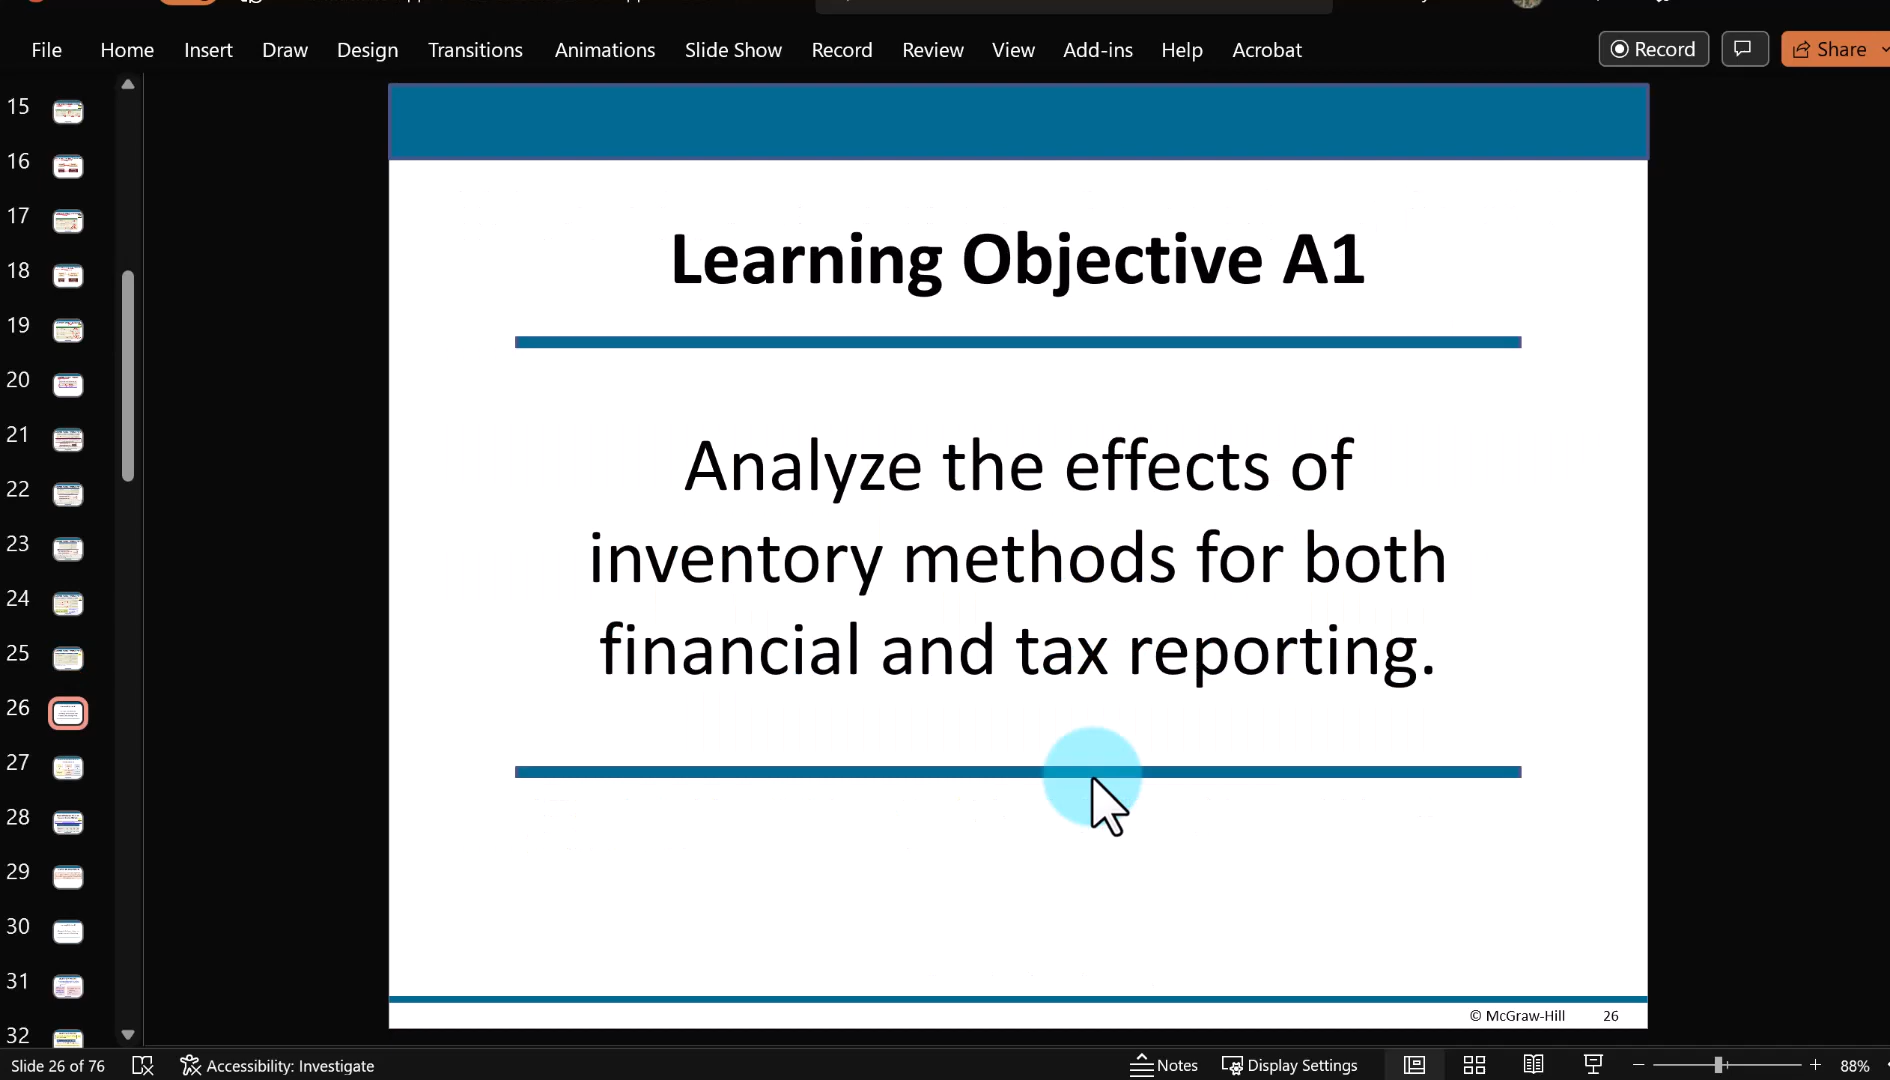 File Home Insert Draw Design Transitions Animations Slide Show Record Review View Add-ins Help Acrobat Record Share
15
16
17
18
19
20
21
22
23
24
25
26
27
28
29
30
31
32
Learning Objective A1
Analyze the effects of
inventory methods for both
financial and tax reporting.
© McGraw-Hill 26
Slide 26 of 76 Accessibility: Investigate Notes Display Settings 88%